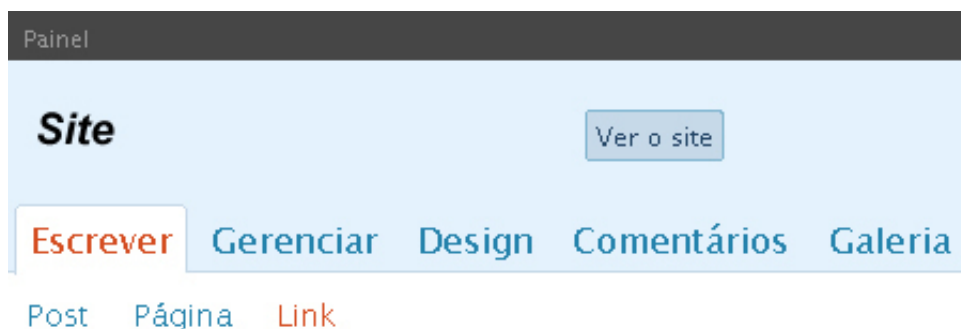 Painel
Site Ver o site
Escrever Gerenciar Design Comentários Galeria
Post Página Link